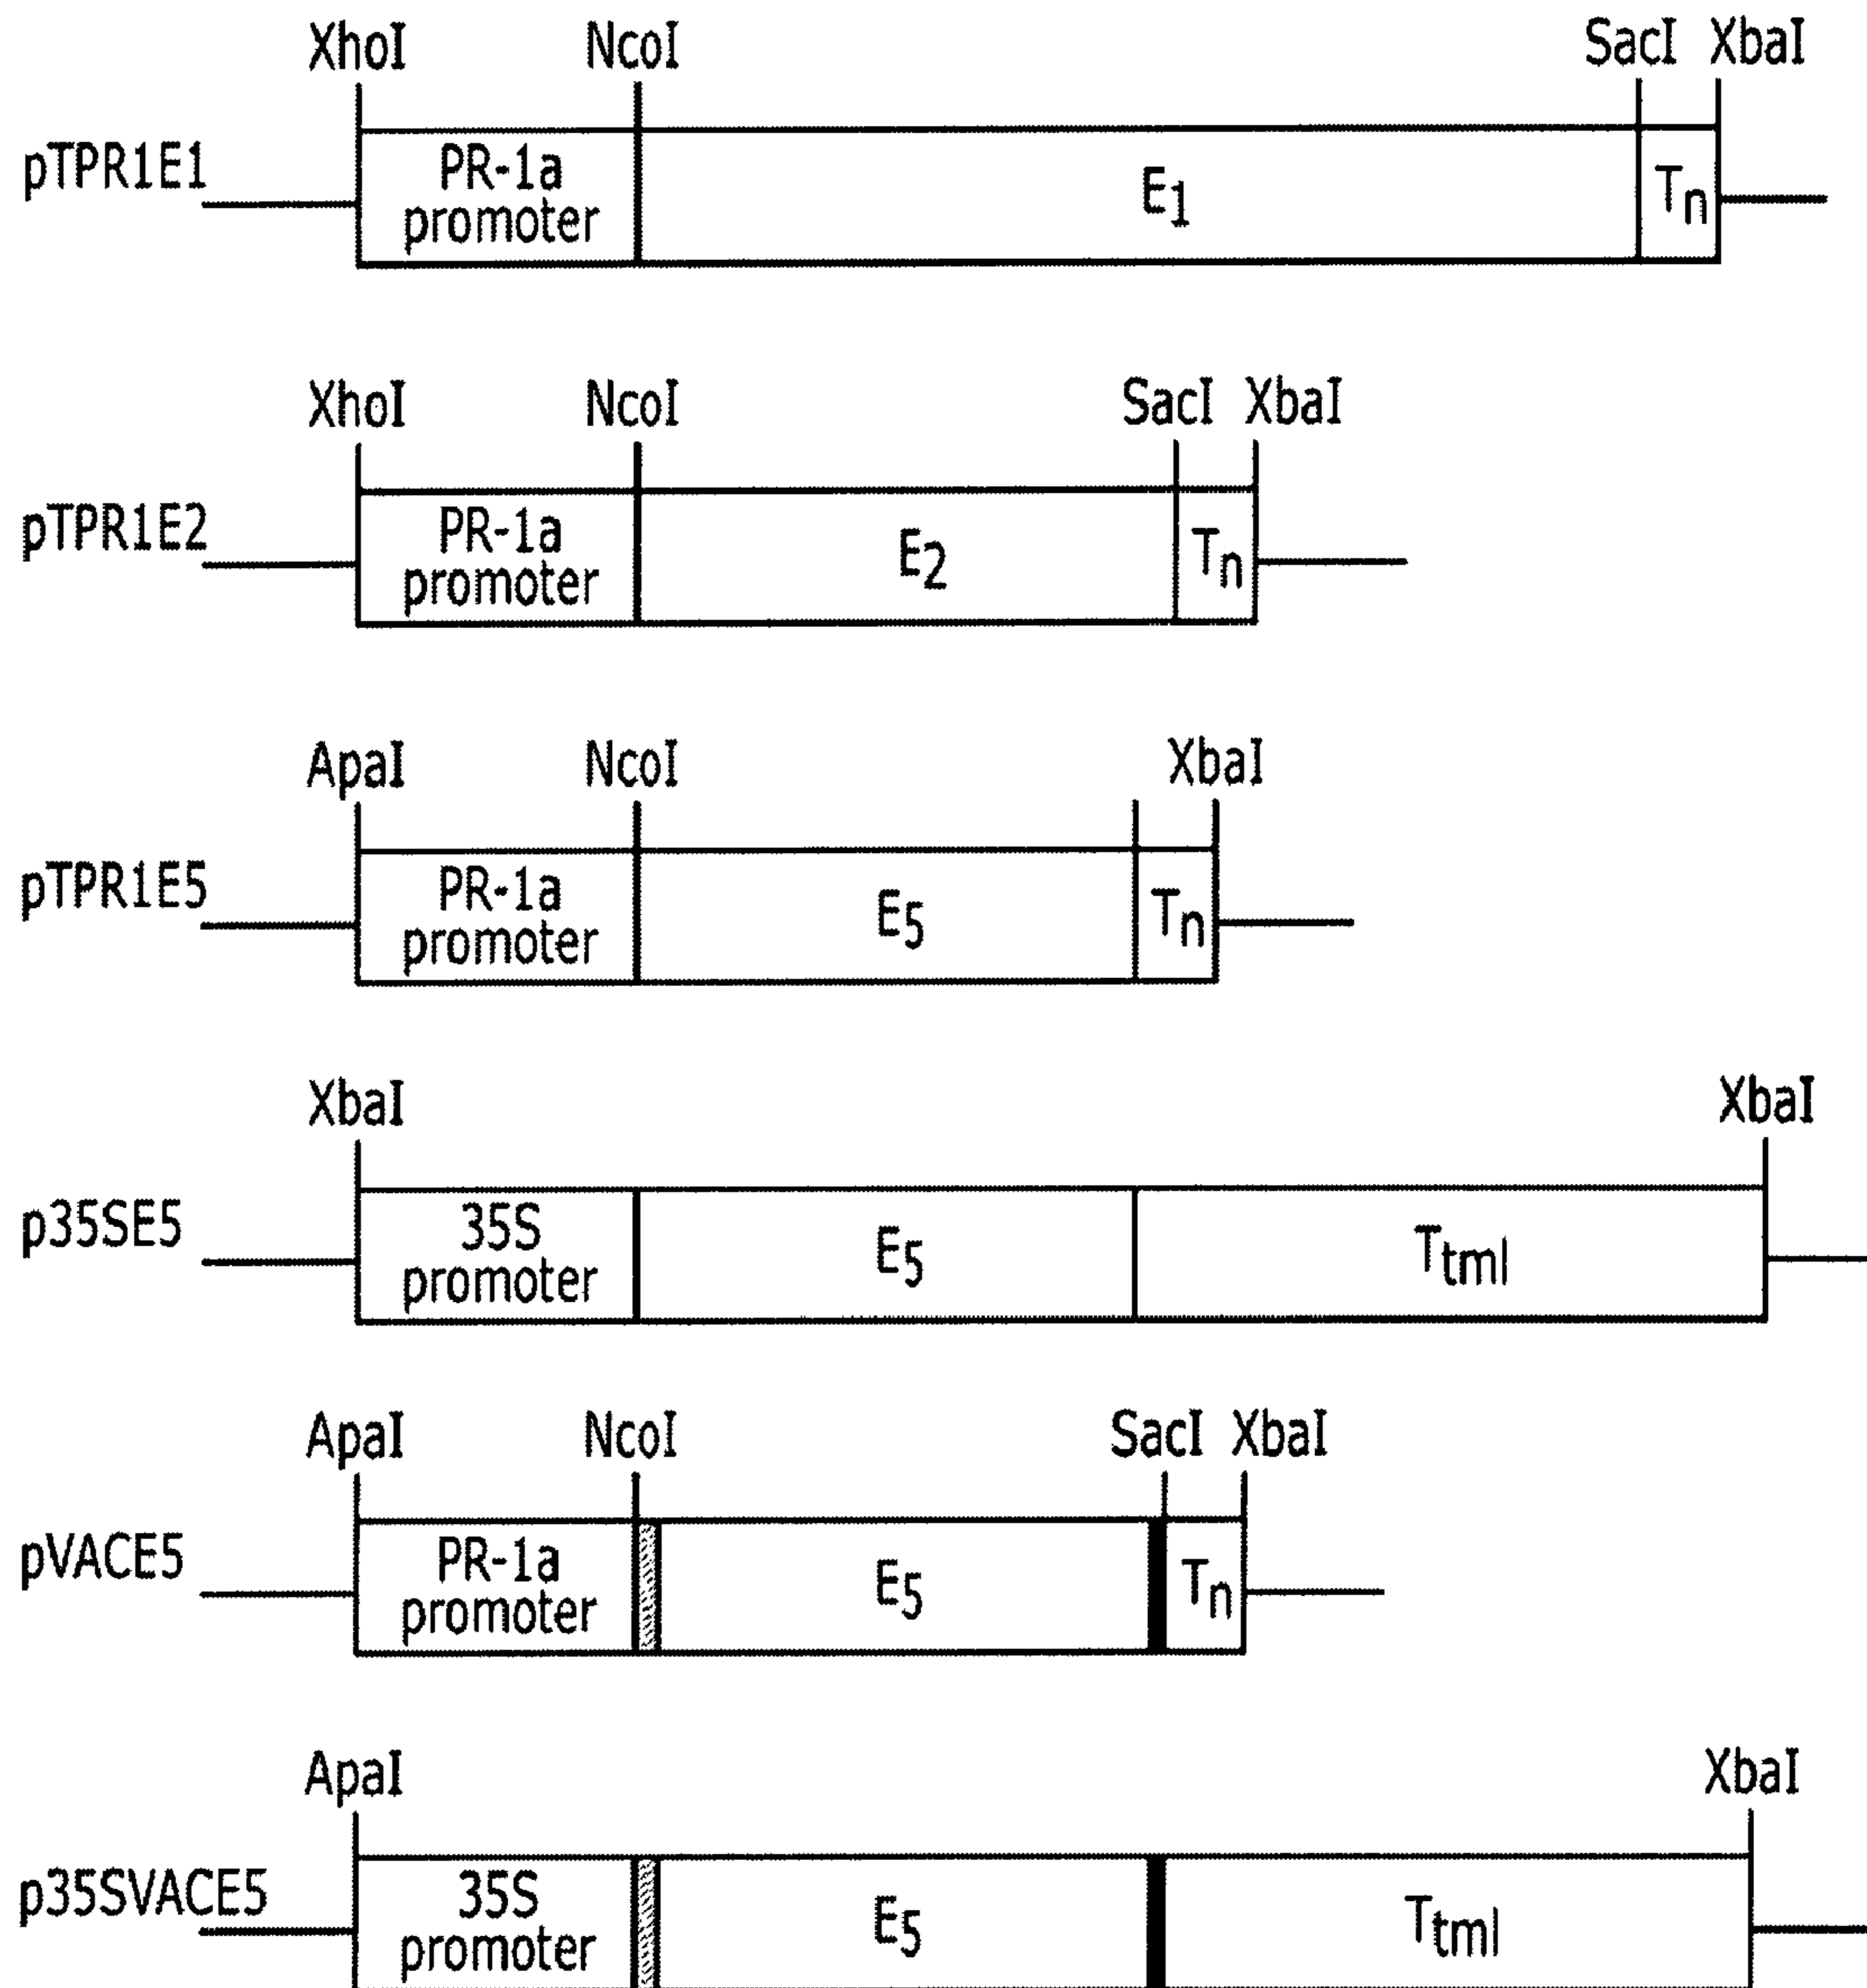 XhoI NcoI SacI XbaI
pTPR1E1
PR-1a
promoter
E1
Tn
XhoI NcoI SacI XbaI
pTPR1E2
PR-1a
promoter
E2
Tn
ApaI NcoI XbaI
pTPR1E5
PR-1a
promoter
E5
Tn
XbaI XbaI
p35SE5
35S
promoter
E5
Ttml
ApaI NcoI SacI XbaI
pVACE5
PR-1a
promoter
E5
Tn
ApaI XbaI
p35SVACE5
35S
promoter
E5
Ttml